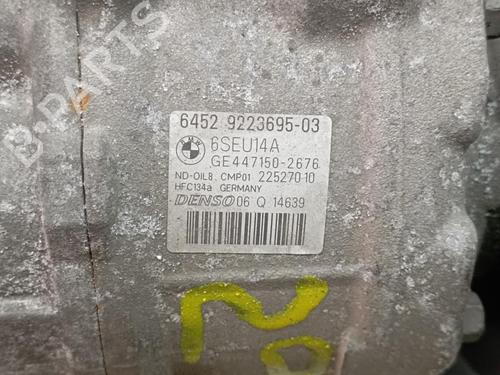 B-PARTS
6452 9223695-03
6SEU14A
GE447150-2676
ND-OIL8, CMP01 22527010
HFC134a GERMANY
DENSO 06 Q 14639